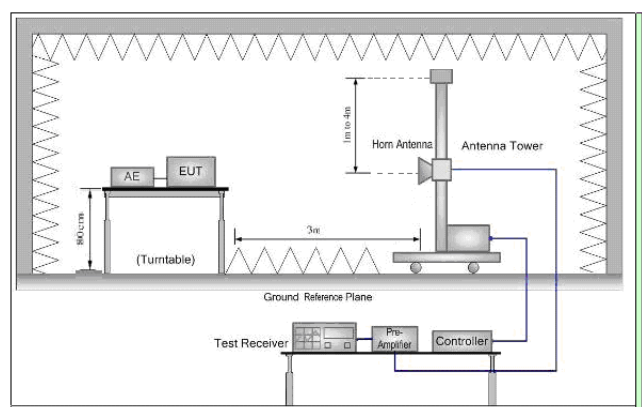 1m to 4m
Horn Antenna
Antenna Tower
AE
EUT
80cm
3m
(Turntable)
Ground Reference Plane
Test Receiver
Pre-
Amplifier
Controller